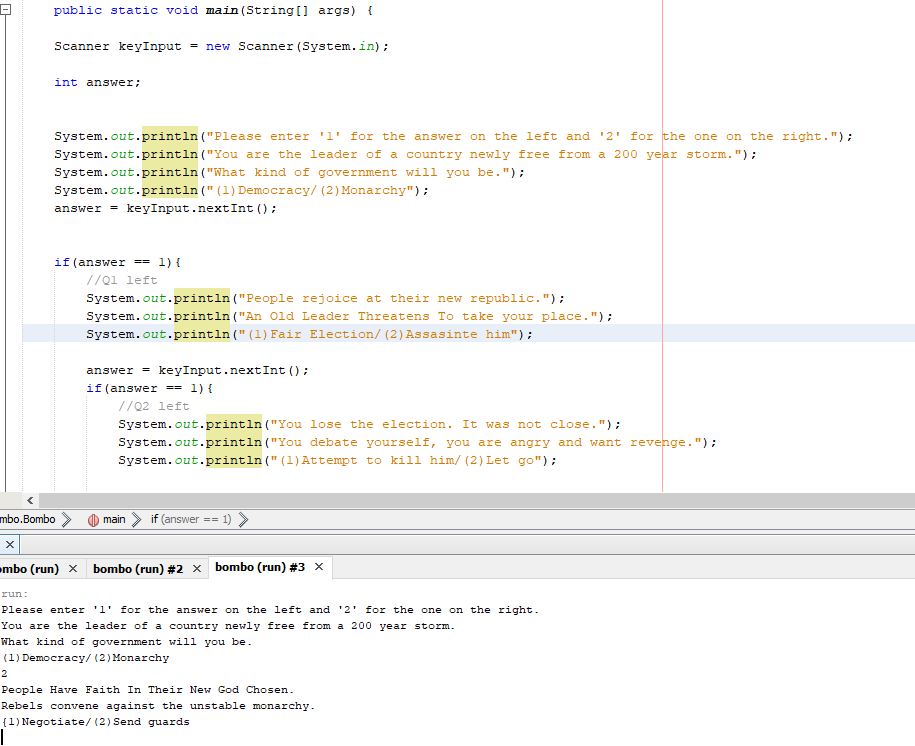 public static void main(String[] args) {
Scanner keyInput = new Scanner(System.in);
int answer;
System.out.println("Please enter '1' for the answer on the left and '2' for the one on the right.");
System.out.println("You are the leader of a country newly free from a 200 year storm.");
System.out.println("What kind of government will you be.");
System.out.println("(1)Democracy/(2)Monarchy");
answer = keyInput.nextInt();
if(answer == 1){
//Q1 left
System.out.println("People rejoice at their new republic.");
System.out.println("An Old Leader Threatens To take your place.");
System.out.println("(1)Fair Election/(2)Assasinte him");
answer = keyInput.nextInt();
if(answer == 1){
//Q2 left
System.out.println("You lose the election. It was not close.");
System.out.println("You debate yourself, you are angry and want revenge.");
System.out.println("(1)Attempt to kill him/(2)Let go");
mbo.Bombo main if (answer == 1)
ombo (run) bombo (run) #2 bombo (run) #3
run:
Please enter '1' for the answer on the left and '2' for the one on the right.
You are the leader of a country newly free from a 200 year storm.
What kind of government will you be.
(1)Democracy/(2)Monarchy
2
People Have Faith In Their New God Chosen.
Rebels convene against the unstable monarchy.
{1)Negotiate/(2)Send guards